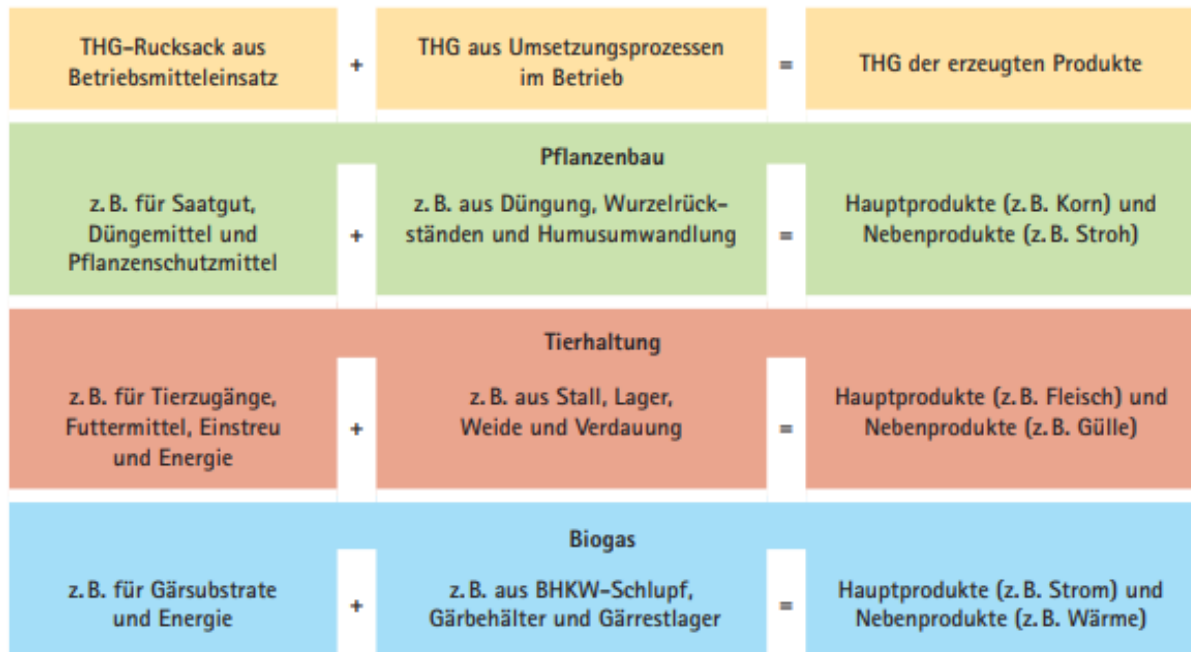 THG-Rucksack aus
Betriebsmitteleinsatz
+
THG aus Umsetzungsprozessen
im Betrieb
=
THG der erzeugten Produkte
Pflanzenbau
z. B. für Saatgut,
Düngemittel und
Pflanzenschutzmittel
+
z. B. aus Düngung, Wurzelrück-
ständen und Humusumwandlung
=
Hauptprodukte (z. B. Korn) und
Nebenprodukte (z. B. Stroh)
Tierhaltung
z. B. für Tierzugänge,
Futtermittel, Einstreu
und Energie
+
z. B. aus Stall, Lager,
Weide und Verdauung
=
Hauptprodukte (z. B. Fleisch) und
Nebenprodukte (z. B. Gülle)
Biogas
z. B. für Gärsubstrate
und Energie
+
z. B. aus BHKW-Schlupf,
Gärbehälter und Gärrestlager
=
Hauptprodukte (z. B. Strom) und
Nebenprodukte (z. B. Wärme)